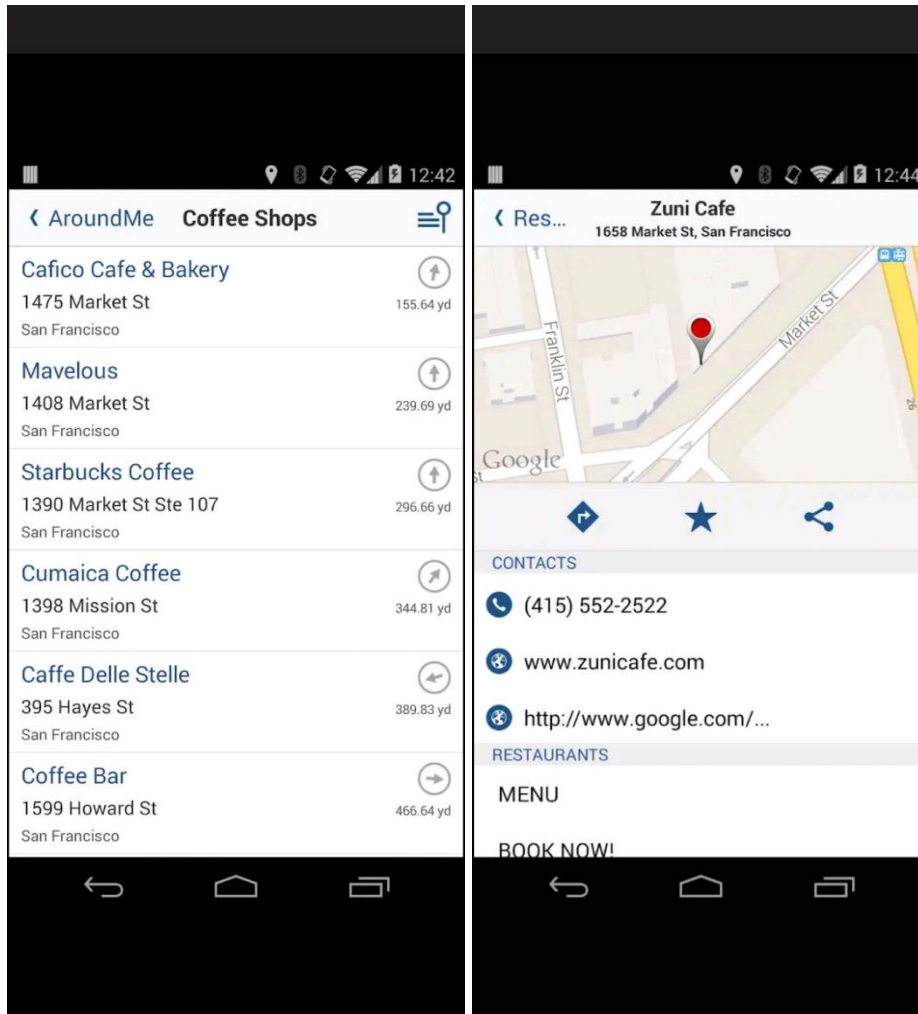 12:42
AroundMe Coffee Shops
Cafico Cafe & Bakery
1475 Market St
155.64 yd
San Francisco
Mavelous
1408 Market St
239.69 yd
San Francisco
Starbucks Coffee
1390 Market St Ste 107
296.66 yd
San Francisco
Cumaica Coffee
1398 Mission St
344.81 yd
San Francisco
Caffe Delle Stelle
395 Hayes St
389.83 yd
San Francisco
Coffee Bar
1599 Howard St
466.64 yd
San Francisco
12:44
Res...
Zuni Cafe
1658 Market St, San Francisco
Franklin St
Market St
26
Google
st
CONTACTS
(415) 552-2522
www.zunicafe.com
http://www.google.com/...
RESTAURANTS
MENU
BOOK NOW!